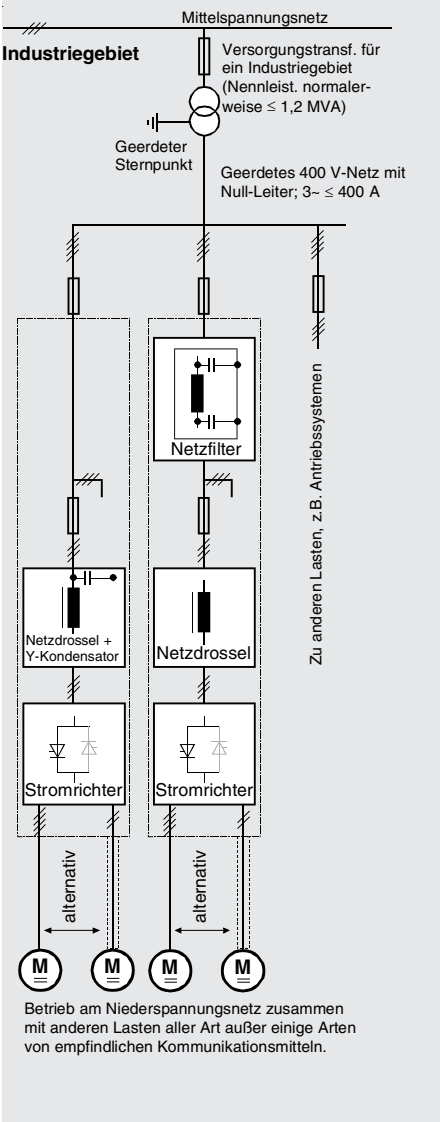 Mittelspannungsnetz
Industriegebiet
Versorgungstransf. für
ein Industriegebiet
(Nennleist. normaler-
weise ≤ 1,2 MVA)
Geerdeter
Sternpunkt
Geerdetes 400 V-Netz mit
Null-Leiter; 3~ ≤ 400 A
Netzfilter
Zu anderen Lasten, z.B. Antriebssystemen
Netzdrossel +
Y-Kondensator
Netzdrossel
Stromrichter
Stromrichter
alternativ
alternativ
M
M
M
M
Betrieb am Niederspannungsnetz zusammen
mit anderen Lasten aller Art außer einige Arten
von empfindlichen Kommunikationsmitteln.